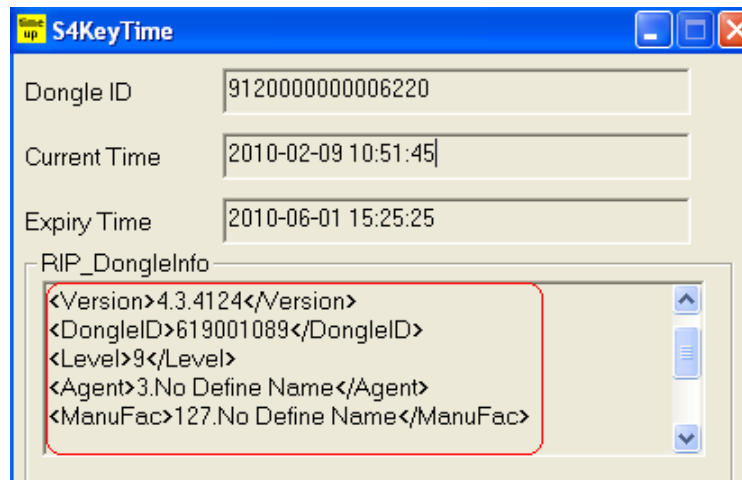 time up S4KeyTime
Dongle ID 9120000000006220
Current Time 2010-02-09 10:51:45
Expiry Time 2010-06-01 15:25:25
RIP_DongleInfo
<Version>4.3.4124</Version>
<DongleID>619001089</DongleID>
<Level>9</Level>
<Agent>3.No Define Name</Agent>
<ManuFac>127.No Define Name</ManuFac>